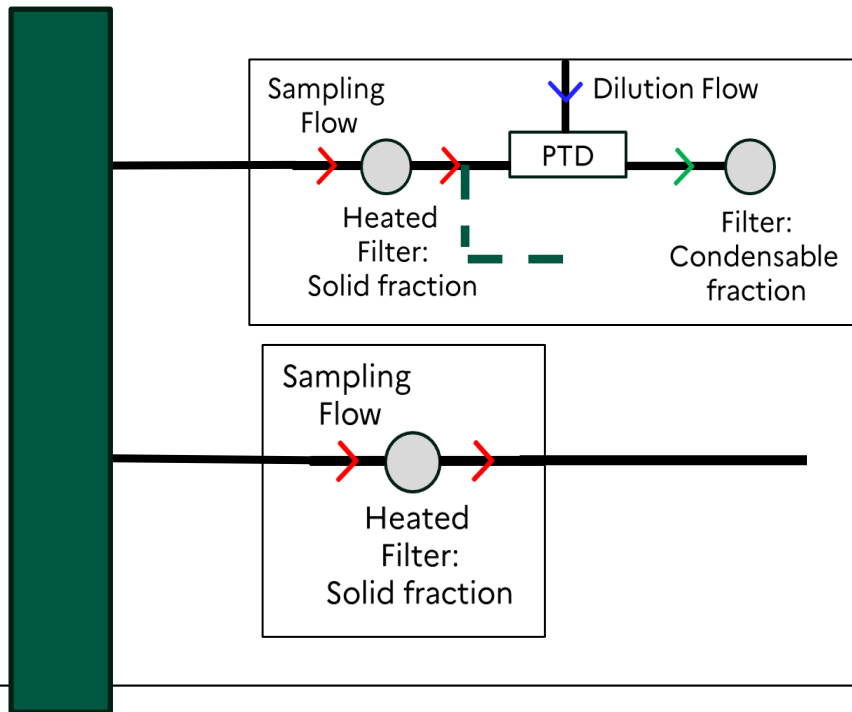 Sampling
Flow
Dilution Flow
PTD
Heated
Filter:
Solid fraction
Filter:
Condensable
fraction
Sampling
Flow
Heated
Filter:
Solid fraction